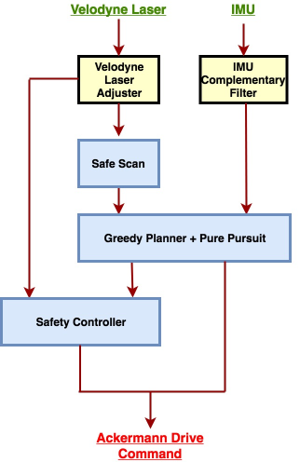 Velodyne Laser
IMU
Velodyne
Laser
Adjuster
IMU
Complementary
Filter
Safe Scan
Greedy Planner + Pure Pursuit
Safety Controller
Ackermann Drive
Command